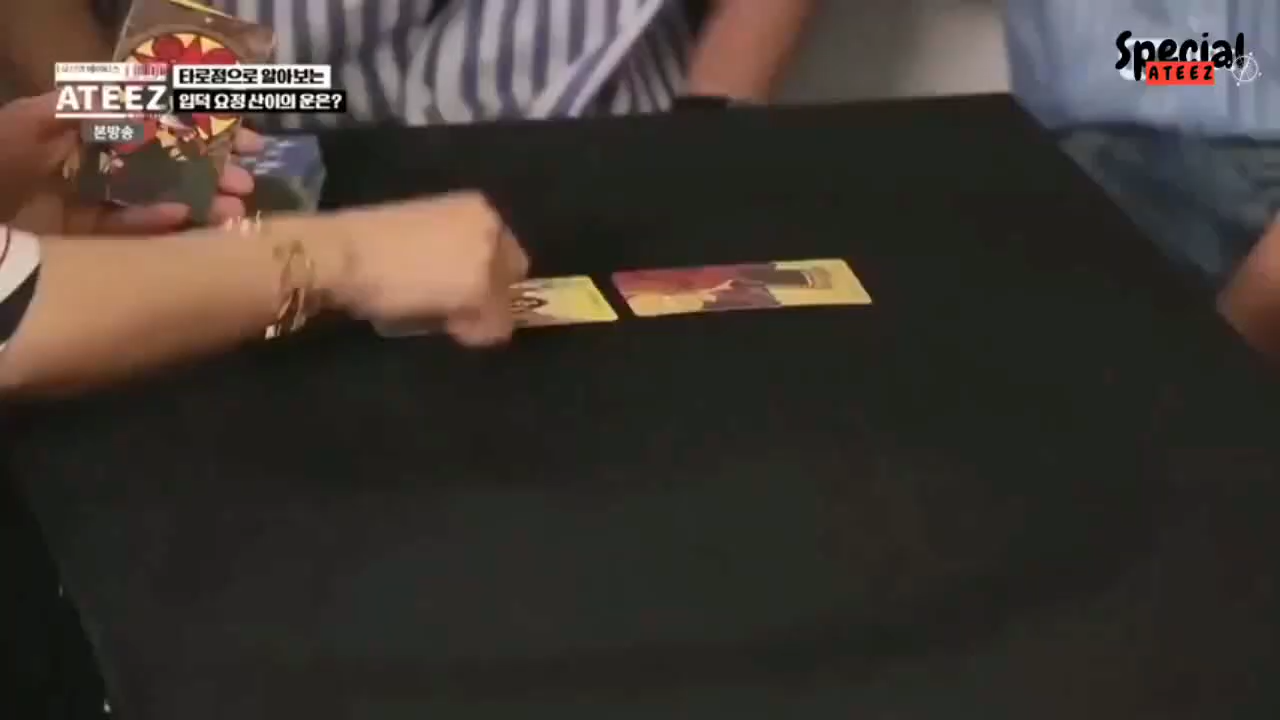 ATEEZ
본방송
타로점으로 알아보는
입덕 요정 산이의 운은?
Special
ATEEZ